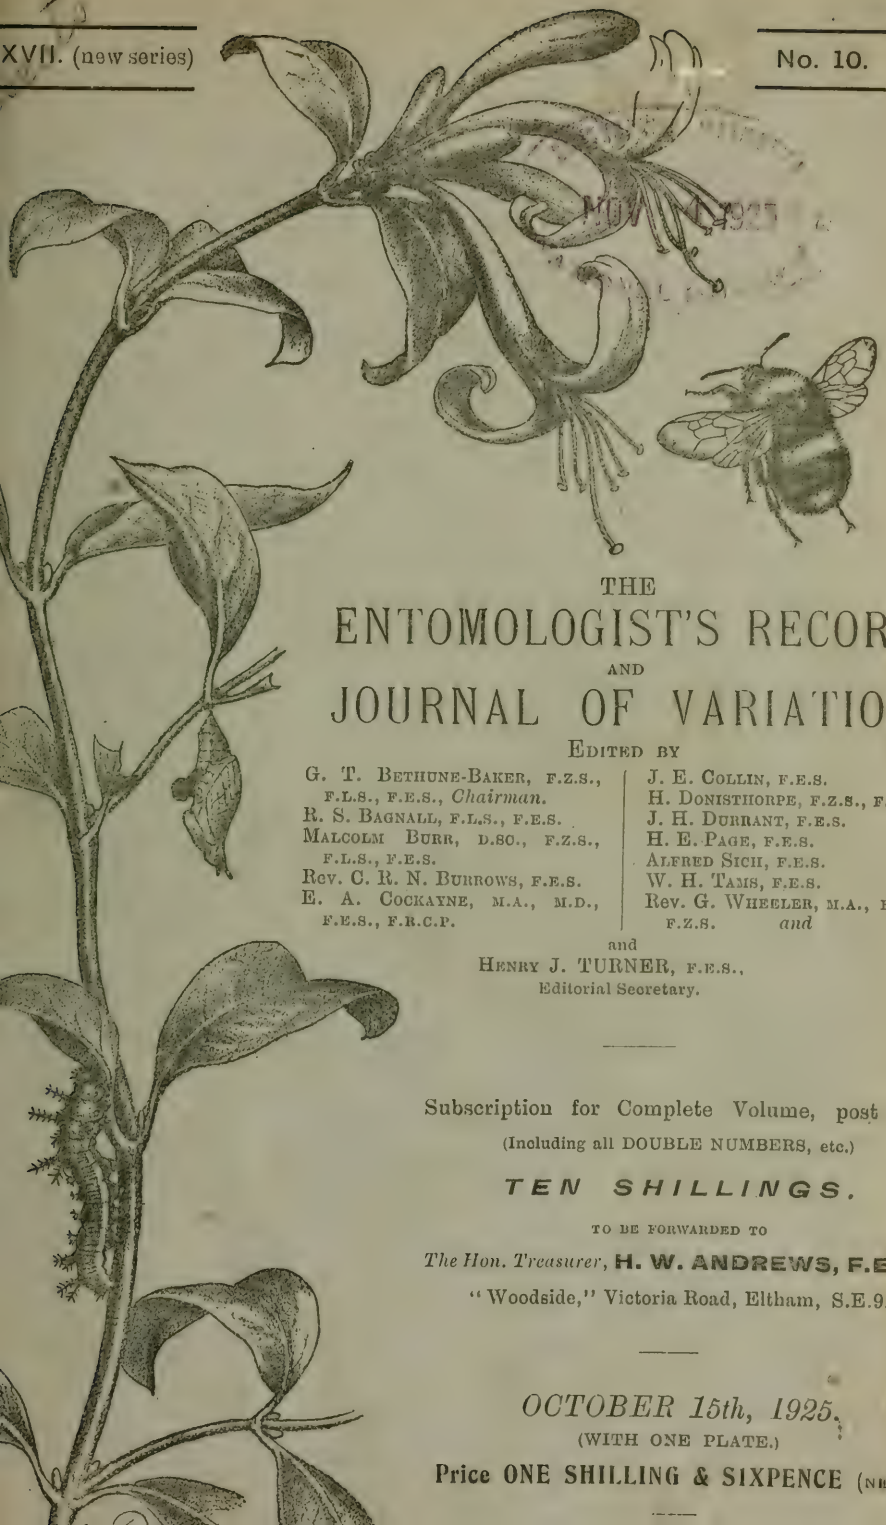 XVII. (new series)
No. 10.
NOV 1925
THE
ENTOMOLOGIST'S RECOR
AND
JOURNAL OF VARIATIO
EDITED BY
G. T. BETHUNE-BAKER, F.Z.S.,
F.L.S., F.E.S., Chairman.
R. S. BAGNALL, F.L.S., F.E.S.
MALCOLM BURR, D.SC., F.Z.S.,
F.L.S., F.E.S.
Rev. C. R. N. BURROWS, F.E.S.
E. A. COCKAYNE, M.A., M.D.,
F.E.S., F.R.C.P.
J. E. COLLIN, F.E.S.
H. DONISTHORPE, F.Z.S., F.
J. H. DURRANT, F.E.S.
H. E. PAGE, F.E.S.
ALFRED SICH, F.E.S.
W. H. TAMS, F.E.S.
Rev. G. WHEELER, M.A.,
F.Z.S. and
and
HENRY J. TURNER, F.E.S.,
Editorial Secretary.
Subscription for Complete Volume, post
(Including all DOUBLE NUMBERS, etc.)
TEN SHILLINGS.
TO BE FORWARDED TO
The Hon. Treasurer, H. W. ANDREWS, F.E
"Woodside," Victoria Road, Eltham, S.E.9.
OCTOBER 15th, 1925.
(WITH ONE PLATE.)
Price ONE SHILLING & SIXPENCE